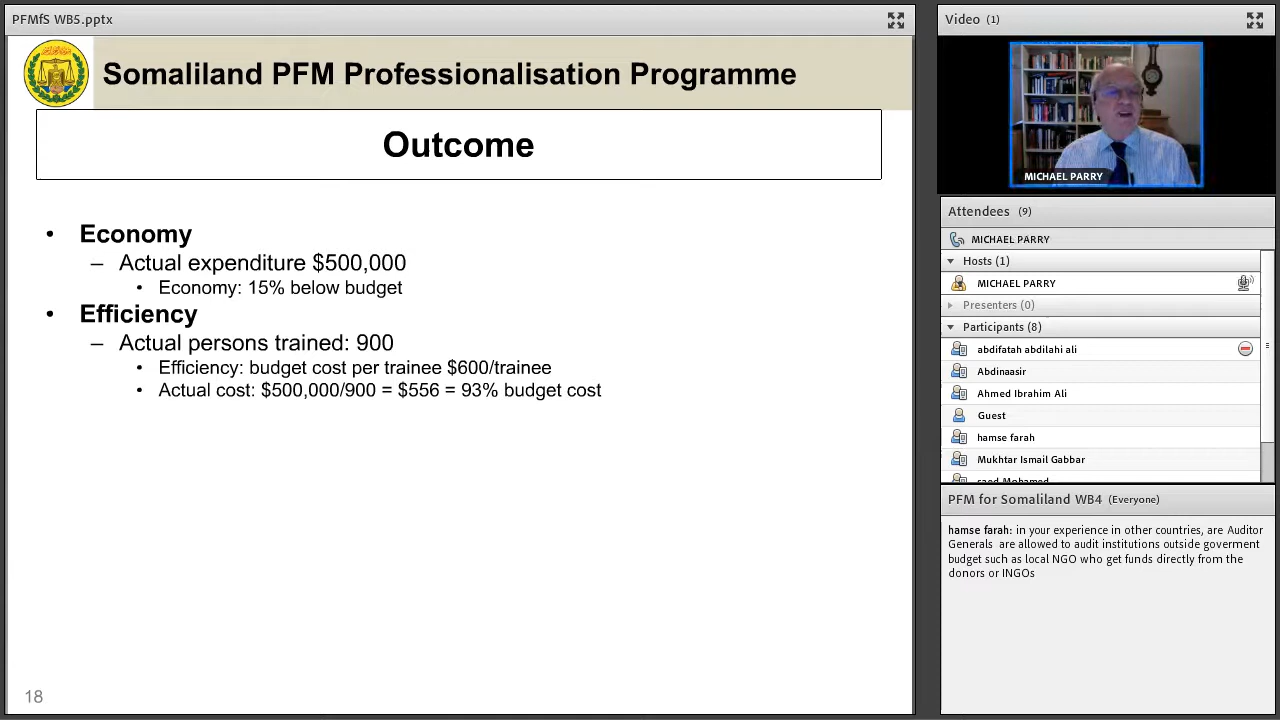 PFMfS WB5.pptx
Somaliland PFM Professionalisation Programme
Outcome
• Economy
– Actual expenditure $500,000
• Economy: 15% below budget
• Efficiency
– Actual persons trained: 900
• Efficiency: budget cost per trainee $600/trainee
• Actual cost: $500,000/900 = $556 = 93% budget cost
18
Video (1)
MICHAEL PARRY
Attendees (9)
MICHAEL PARRY
Hosts (1)
MICHAEL PARRY
Presenters (0)
Participants (8)
abdifatah abdilahi ali
Abdinaasir
Ahmed Ibrahim Ali
Guest
hamse farah
Mukhtar Ismail Gabbar
saed Mohamed
PFM for Somaliland WB4 (Everyone)
hamse farah: in your experience in other countries, are Auditor
Generals are allowed to audit institutions outside goverment
budget such as local NGO who get funds directly from the
donors or INGOs